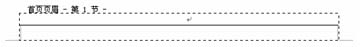 首页页眉 - 第 1 节 -